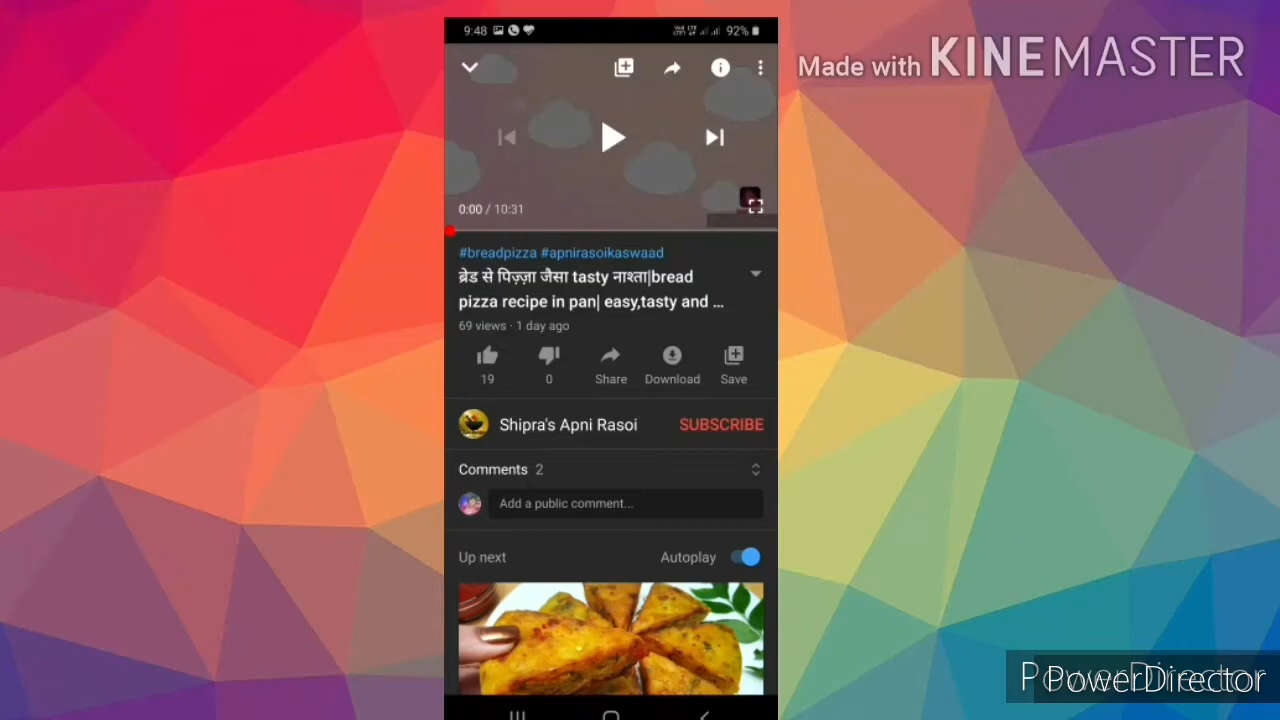 9:48
92%
Made with KINEMASTER
0:00 / 10:31
#breadpizza #apnirasoikaswaad
ब्रेड से पिज़्ज़ा जैसा tasty नाश्ता|bread
pizza recipe in pan| easy,tasty and ...
69 views · 1 day ago
19
0
Share
Download
Save
Shipra's Apni Rasoi
SUBSCRIBE
Comments 2
Add a public comment...
Up next
Autoplay
PowerDirector